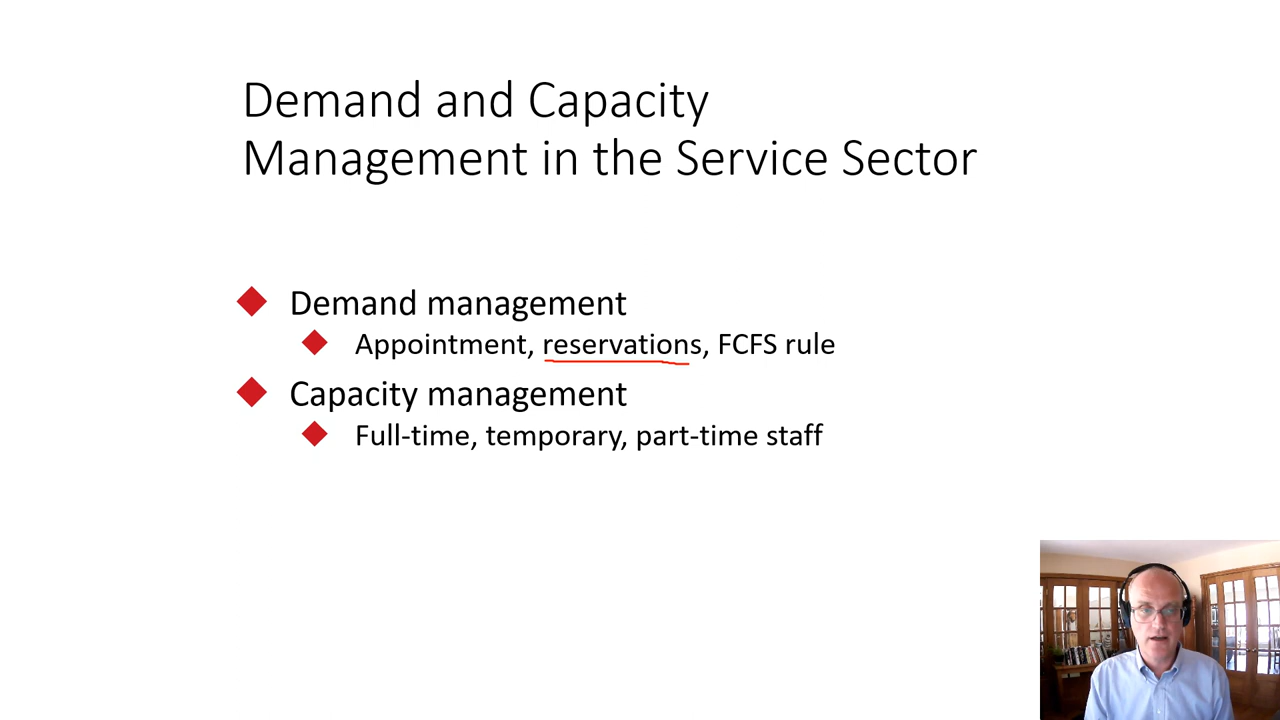 Demand and Capacity
Management in the Service Sector
Demand management
Appointment, reservations, FCFS rule
Capacity management
Full-time, temporary, part-time staff